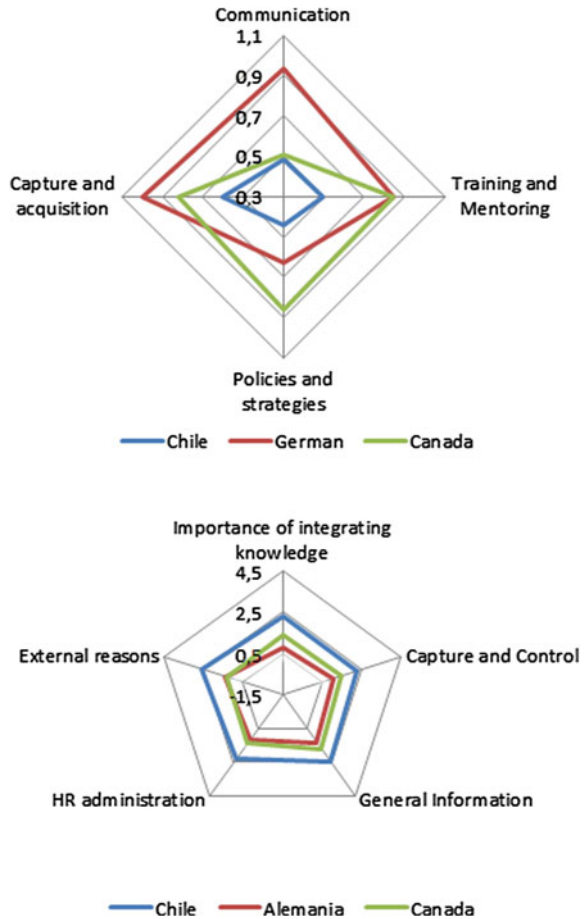 Communication
1,1
0,9
0,7
0,5
0,3
Capture and
acquisition
Training and
Mentoring
Policies and
strategies
Chile German Canada
Importance of integrating
knowledge
4,5
2,5
0,5
-1,5
External reasons
Capture and Control
HR administration
General Information
Chile Alemania Canada